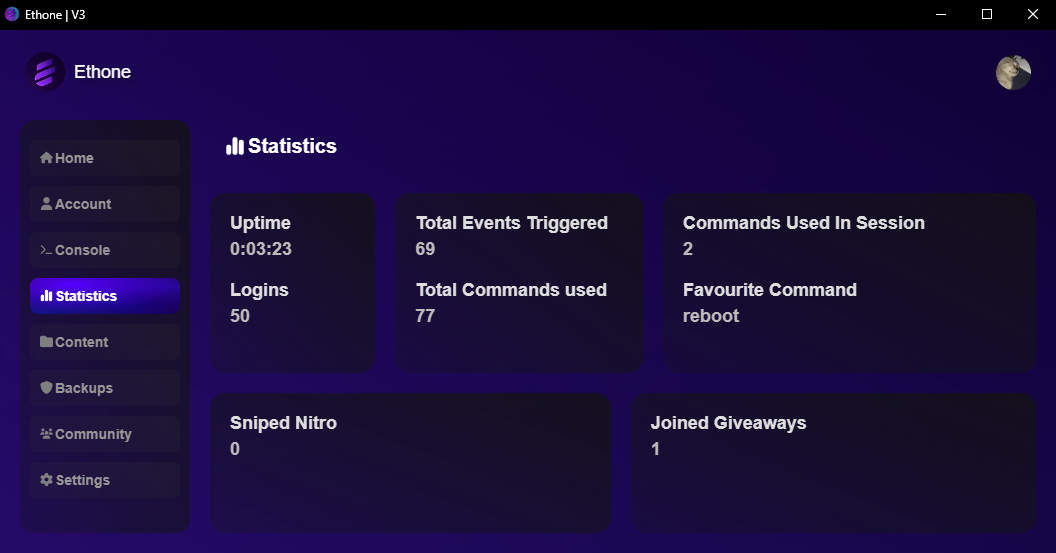 Ethone | V3
Ethone
Home
Account
Console
Statistics
Content
Backups
Community
Settings
Statistics
Uptime
0:03:23
Logins
50
Total Events Triggered
69
Total Commands used
77
Commands Used In Session
2
Favourite Command
reboot
Sniped Nitro
0
Joined Giveaways
1